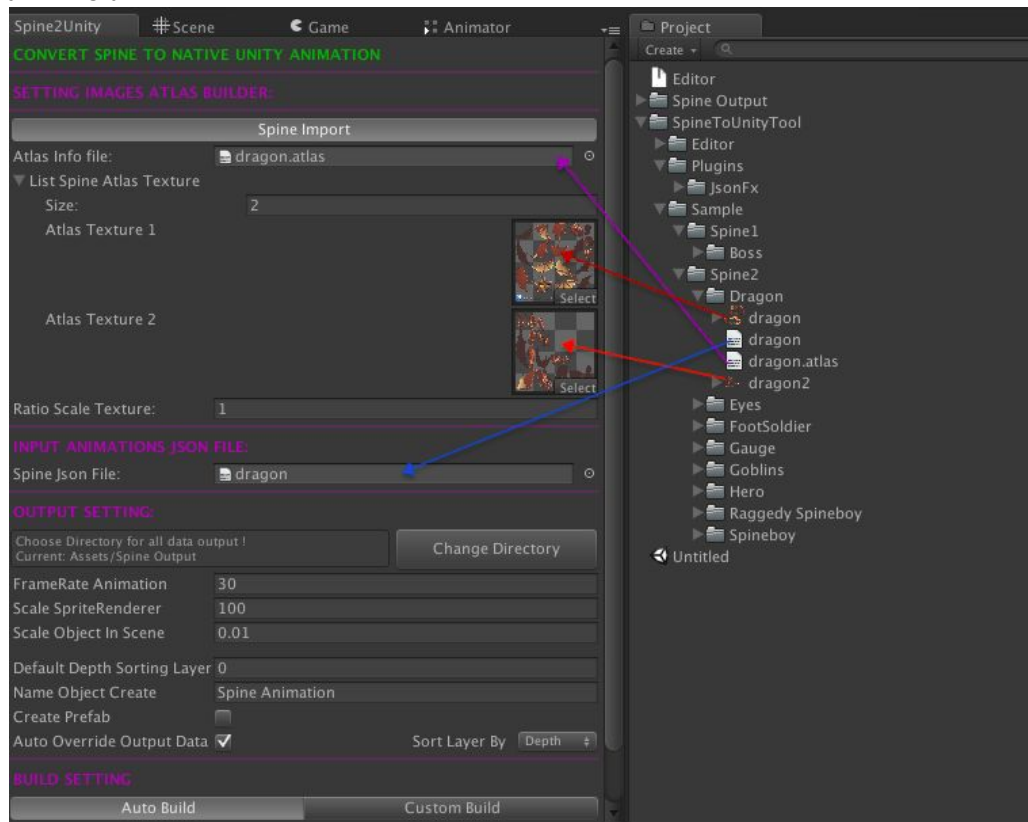 Spine2Unity
Scene
Game
Animator
CONVERT SPINE TO NATIVE UNITY ANIMATION
SETTING IMAGES ATLAS BUILDER:
Spine Import
Atlas Info file:
dragon.atlas
List Spine Atlas Texture
Size:
2
Atlas Texture 1
Select
Atlas Texture 2
Select
Ratio Scale Texture:
1
INPUT ANIMATIONS JSON FILE:
Spine Json File:
dragon
OUTPUT SETTING:
Choose Directory for all data output !
Current: Assets/Spine Output
Change Directory
FrameRate Animation
30
Scale SpriteRenderer
100
Scale Object In Scene
0.01
Default Depth Sorting Layer
0
Name Object Create
Spine Animation
Create Prefab
Auto Override Output Data
Sort Layer By
Depth
BUILD SETTING
Auto Build
Custom Build
Project
Create
Editor
Spine Output
SpineToUnityTool
Editor
Plugins
JsonFx
Sample
Spine1
Boss
Spine2
Dragon
dragon
dragon
dragon.atlas
dragon2
Eyes
FootSoldier
Gauge
Goblins
Hero
Raggedy Spineboy
Spineboy
Untitled